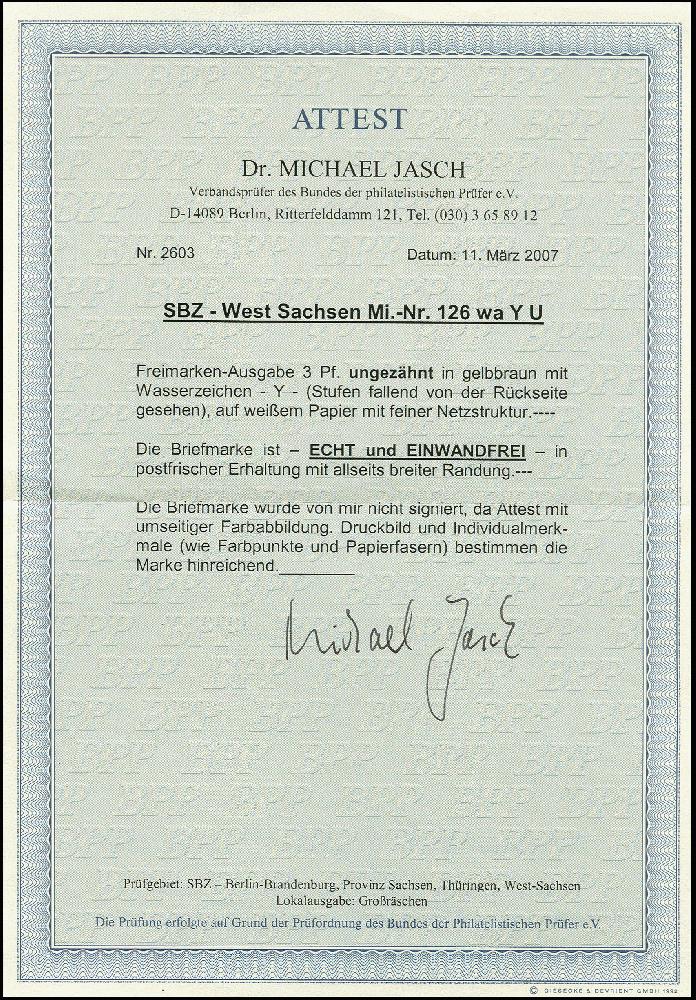 ATTEST
Dr. MICHAEL JASCH
Verbandsprüfer des Bundes der philatelistischen Prüfer e.V.
D-14089 Berlin, Ritterfelddamm 121, Tel. (030) 3 65 89 12
Nr. 2603 Datum: 11. März 2007
SBZ - West Sachsen Mi.-Nr. 126 wa Y U
Freimarken-Ausgabe 3 Pf. ungezähnt in gelbbraun mit
Wasserzeichen - Y - (Stufen fallend von der Rückseite
gesehen), auf weißem Papier mit feiner Netzstruktur.----
Die Briefmarke ist – ECHT und EINWANDFREI – in
postfrischer Erhaltung mit allseits breiter Randung.---
Die Briefmarke wurde von mir nicht signiert, da Attest mit
umseitiger Farbabbildung. Druckbild und Individualmerk-
male (wie Farbpunkte und Papierfasern) bestimmen die
Marke hinreichend.
Michael Jasch
Prüfgebiet: SBZ – Berlin-Brandenburg, Provinz Sachsen, Thüringen, West-Sachsen
Lokalausgabe: Großräschen
Die Prüfung erfolgte auf Grund der Prüfordnung des Bundes der Philatelistischen Prüfer e.V.
© GIESECKE & DEVRIENT GMBH 1992